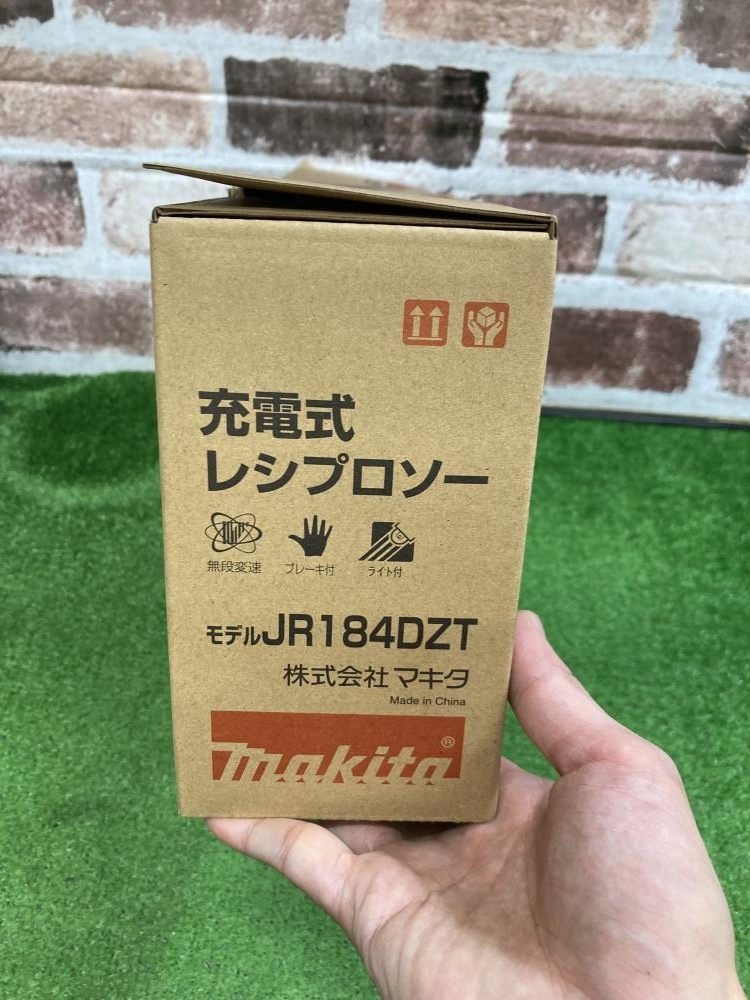 充電式
レシプロソー
無段変速 ブレーキ付 ライト付
モデルJR184DZT
株式会社マキタ
Made in China
makita®